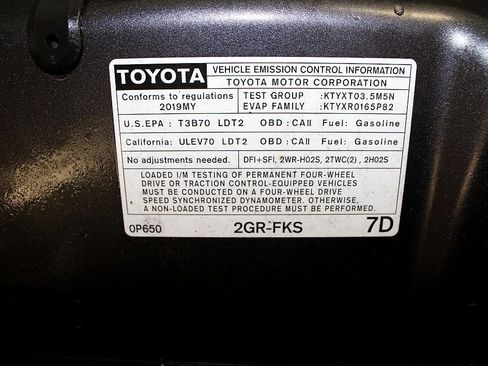 TOYOTA
VEHICLE EMISSION CONTROL INFORMATION
TOYOTA MOTOR CORPORATION
Conforms to regulations
2019MY
TEST GROUP :KTYXT03.5M5N
EVAP FAMILY :KTYXR0165P82
U.S.EPA : T3B70 LDT2 OBD : CAII Fuel: Gasoline
California: ULEV70 LDT2 OBD : CAII Fuel: Gasoline
No adjustments needed. DFI+SFI, 2WR-HO2S, 2TWC(2), 2HO2S
LOADED I/M TESTING OF PERMANENT FOUR-WHEEL
DRIVE OR TRACTION CONTROL-EQUIPPED VEHICLES
MUST BE CONDUCTED ON A FOUR-WHEEL DRIVE
SPEED SYNCHRONIZED DYNAMOMETER. OTHERWISE,
A NON-LOADED TEST PROCEDURE MUST BE PERFORMED.
0P650 2GR-FKS 7D